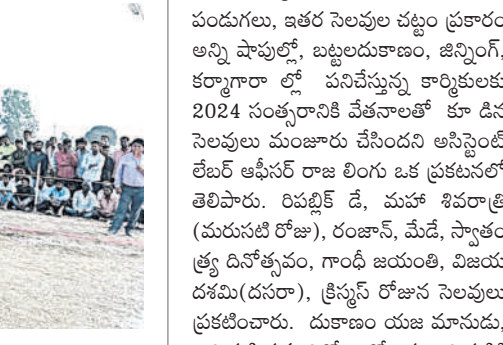 పండుగలు, ఇతర సెలవుల చట్టం ప్రకారం
అన్ని షాపుల్లో, బట్టలదుకాణం, జిన్నింగ్,
కర్మాగారా ల్లో పనిచేస్తున్న కార్మికులకు
2024 సంత్సరానికి వేతనాలతో కూ డిన
సెలవులు మంజూరు చేసిందని అసిస్టెంట్
లేబర్ ఆఫీసర్ రాజ లింగు ఒక ప్రకటనలో
తెలిపారు. రిపబ్లిక్ డే, మహా శివరాత్రి
(మరుసటి రోజు), రంజాన్, మేడే, స్వాతం
త్ర్య దినోత్సవం, గాంధీ జయంతి, విజయ
దశమి(దసరా), క్రిస్మస్ రోజున సెలవులు
ప్రకటించారు. దుకాణం యజ మానుడు,